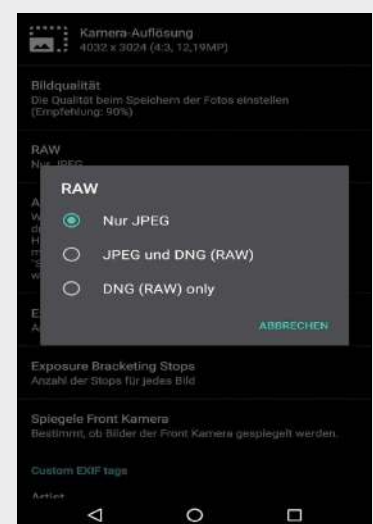 Kamera-Auflösung
4032 x 3024 (4:3, 12,19MP)
Bildqualität
Die Qualität beim Speichern der Fotos einstellen
(Empfehlung: 90%)
RAW
Nur JPEG
RAW
Nur JPEG
JPEG und DNG (RAW)
DNG (RAW) only
ABBRECHEN
Exposure Bracketing Stops
Anzahl der Stops für jedes Bild
Spiegele Front Kamera
Bestimmt, ob Bilder der Front Kamera gespiegelt werden.
Custom EXIF tags
Artist